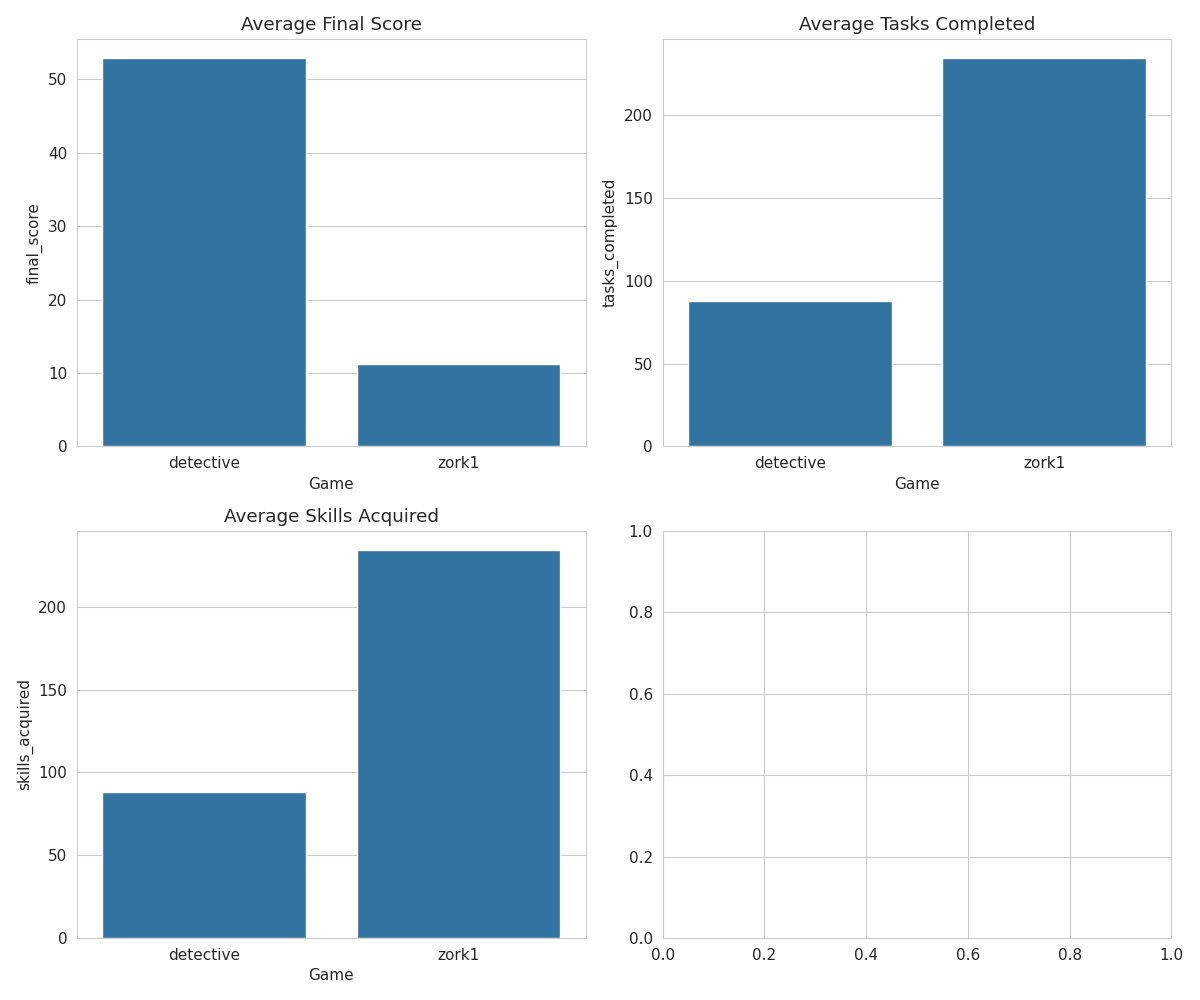 Average Final Score
final_score
50
40
30
20
10
0
detective zork1
Game
Average Tasks Completed
tasks_completed
200
150
100
50
0
detective zork1
Game
Average Skills Acquired
skills_acquired
200
150
100
50
0
detective zork1
Game
1.0
0.8
0.6
0.4
0.2
0.0
0.0 0.2 0.4 0.6 0.8 1.0